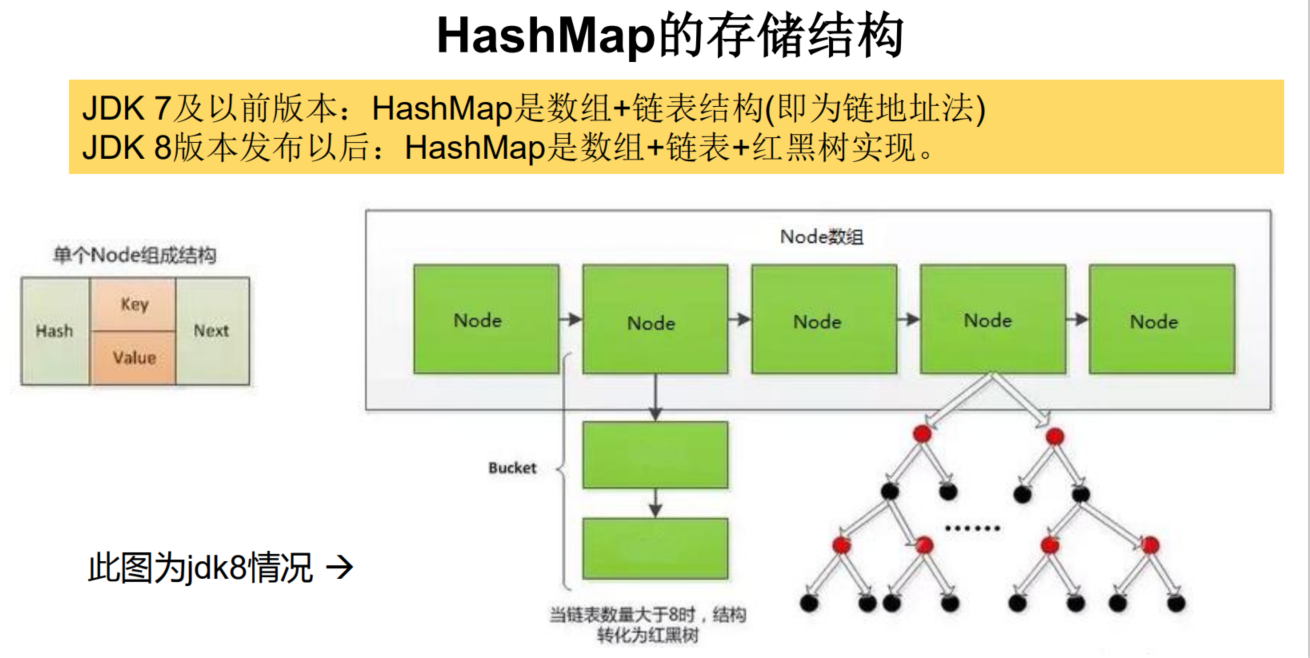 HashMap的存储结构
JDK 7及以前版本：HashMap是数组+链表结构(即为链地址法)
JDK 8版本发布以后：HashMap是数组+链表+红黑树实现。
单个Node组成结构
Hash
Key
Value
Next
Node数组
Node
Node
Node
Node
Node
Bucket
......
此图为jdk8情况 →
当链表数量大于8时，结构
转化为红黑树